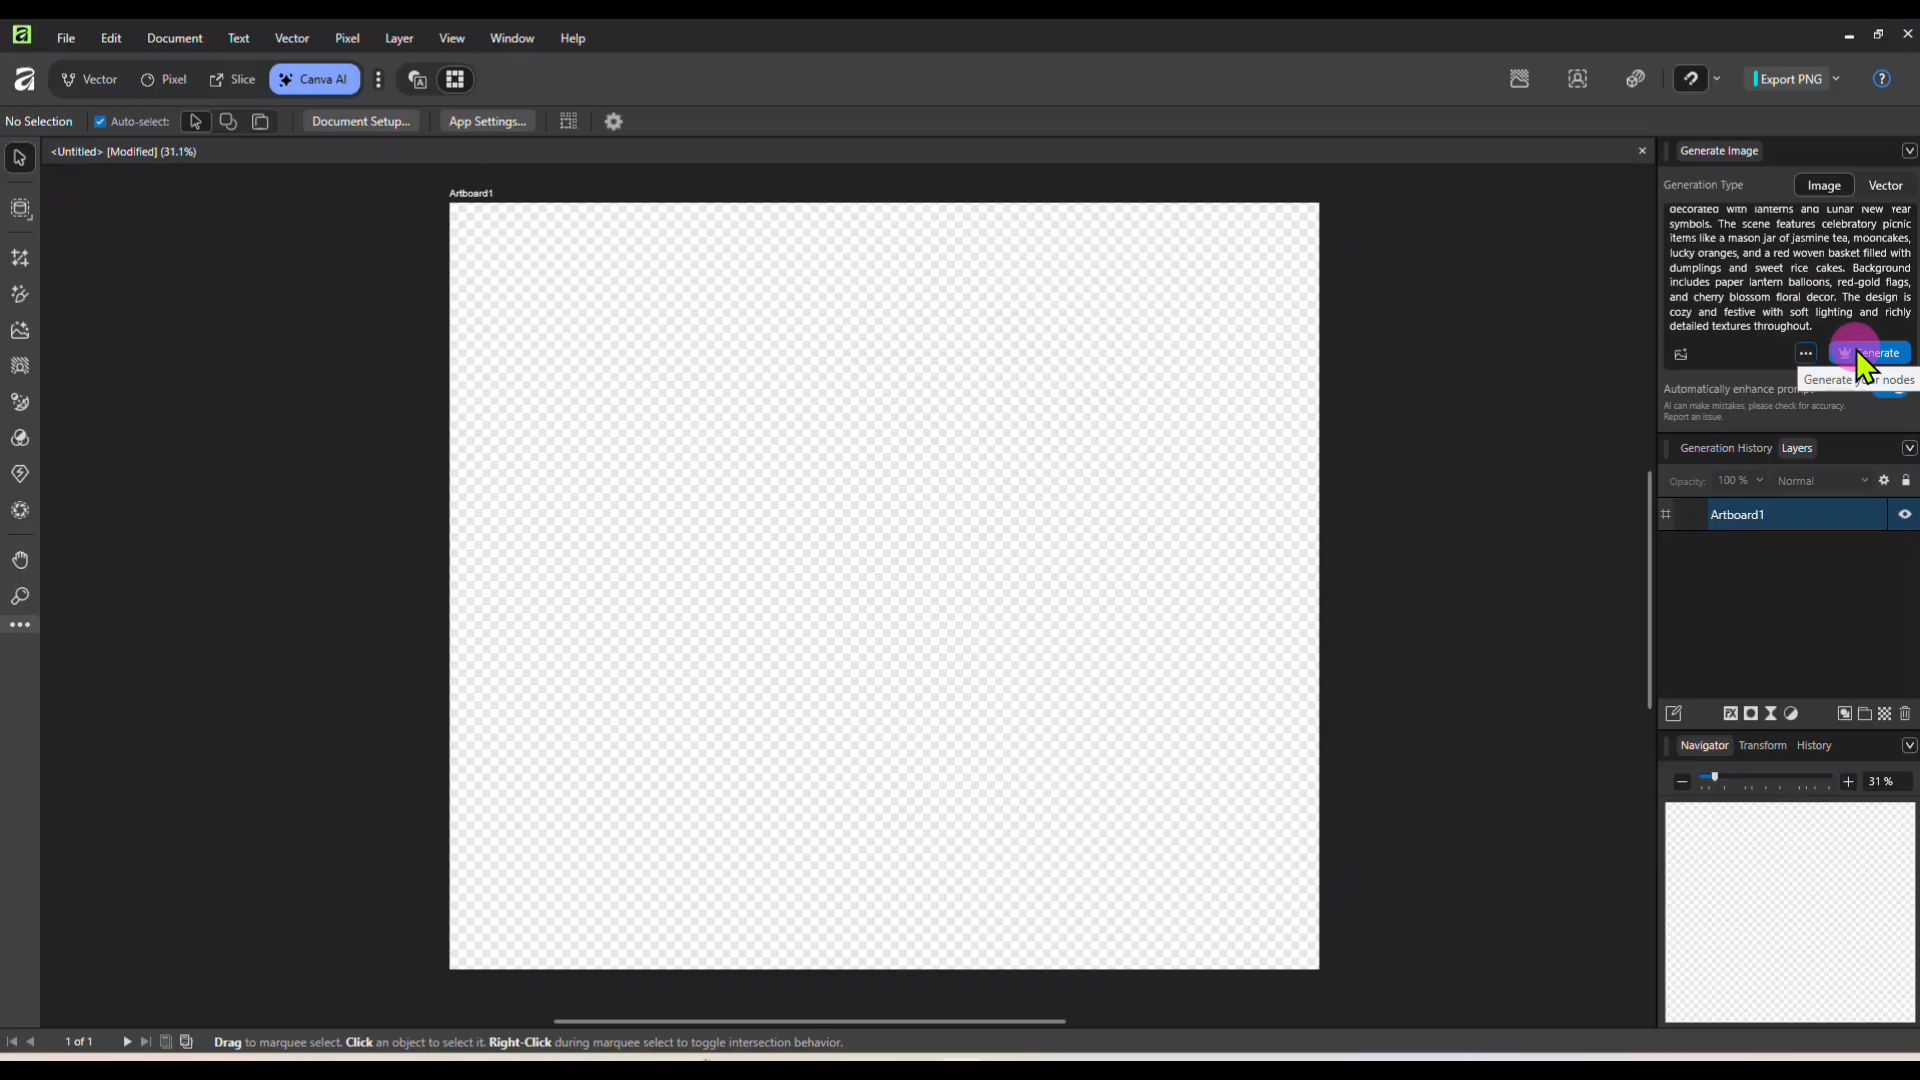 File Edit Document Text Vector Pixel Layer View Window Help
Vector Pixel Slice Canva AI Export PNG
No Selection Auto-select: Document Setup... App Settings...
<Untitled> [Modified] (31.1%)
Artboard1
Generate Image
Generation Type Image Vector
decorated with lanterns and Lunar New Year
symbols. The scene features celebratory picnic
items like a mason jar of jasmine tea, mooncakes,
lucky oranges, and a red woven basket filled with
dumplings and sweet rice cakes. Background
includes paper lantern balloons, red-gold flags,
and cherry blossom floral decor. The design is
cozy and festive with soft lighting and richly
detailed textures throughout.
Generate your nodes
Automatically enhance
AI can make mistakes, please check for accuracy.
Report an issue.
Generation History Layers
Opacity: 100 % Normal
Artboard1
Navigator Transform History
31 %
1 of 1 Drag to marquee select. Click an object to select it. Right-Click during marquee select to toggle intersection behavior.